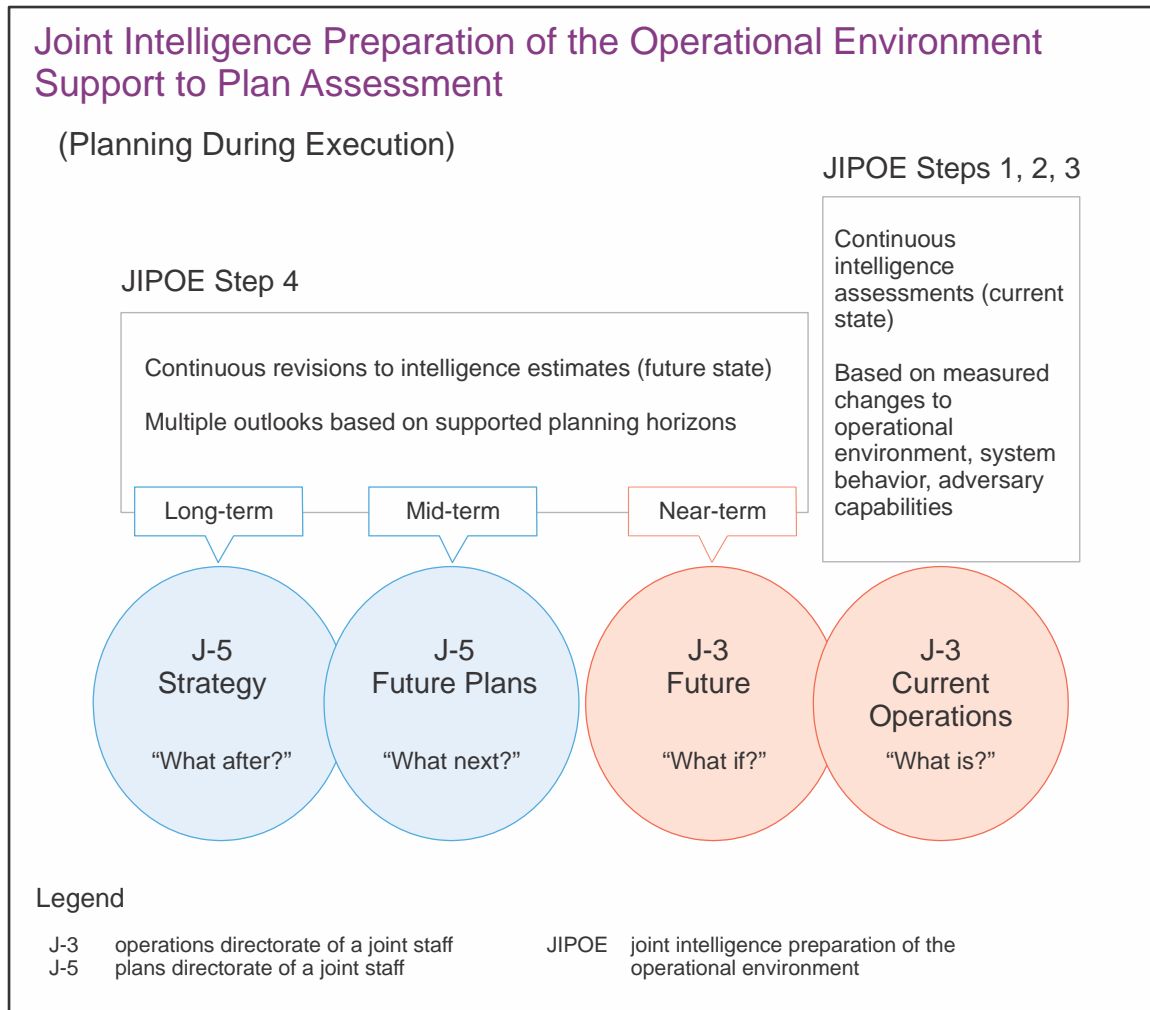 Joint Intelligence Preparation of the Operational Environment
Support to Plan Assessment
(Planning During Execution)
JIPOE Steps 1, 2, 3
Continuous
intelligence
assessments (current
state)
Based on measured
changes to
operational
environment, system
behavior, adversary
capabilities
JIPOE Step 4
Continuous revisions to intelligence estimates (future state)
Multiple outlooks based on supported planning horizons
Long-term
Mid-term
Near-term
J-5
Strategy
“What after?”
J-5
Future Plans
“What next?”
J-3
Future
“What if?”
J-3
Current
Operations
“What is?”
Legend
J-3 operations directorate of a joint staff
J-5 plans directorate of a joint staff
JIPOE joint intelligence preparation of the
operational environment